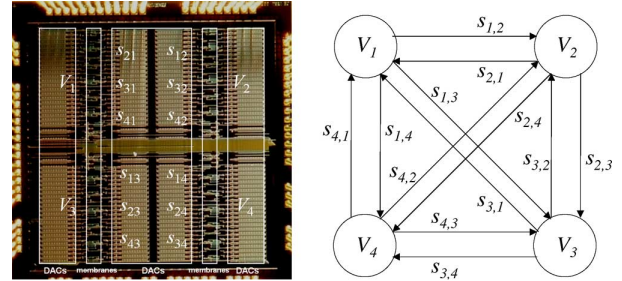 s21 s12
V1 s31 s32 V2
s41 s42
s13 s14
V3 s23 s24 V4
s43 s34
DACs membranes DACs membranes DACs
V1 s1,2 V2
s2,1
s1,3
s4,1 s1,4 s2,4
s4,2 s3,2 s2,3
s4,3 s3,1
V4 V3
s3,4